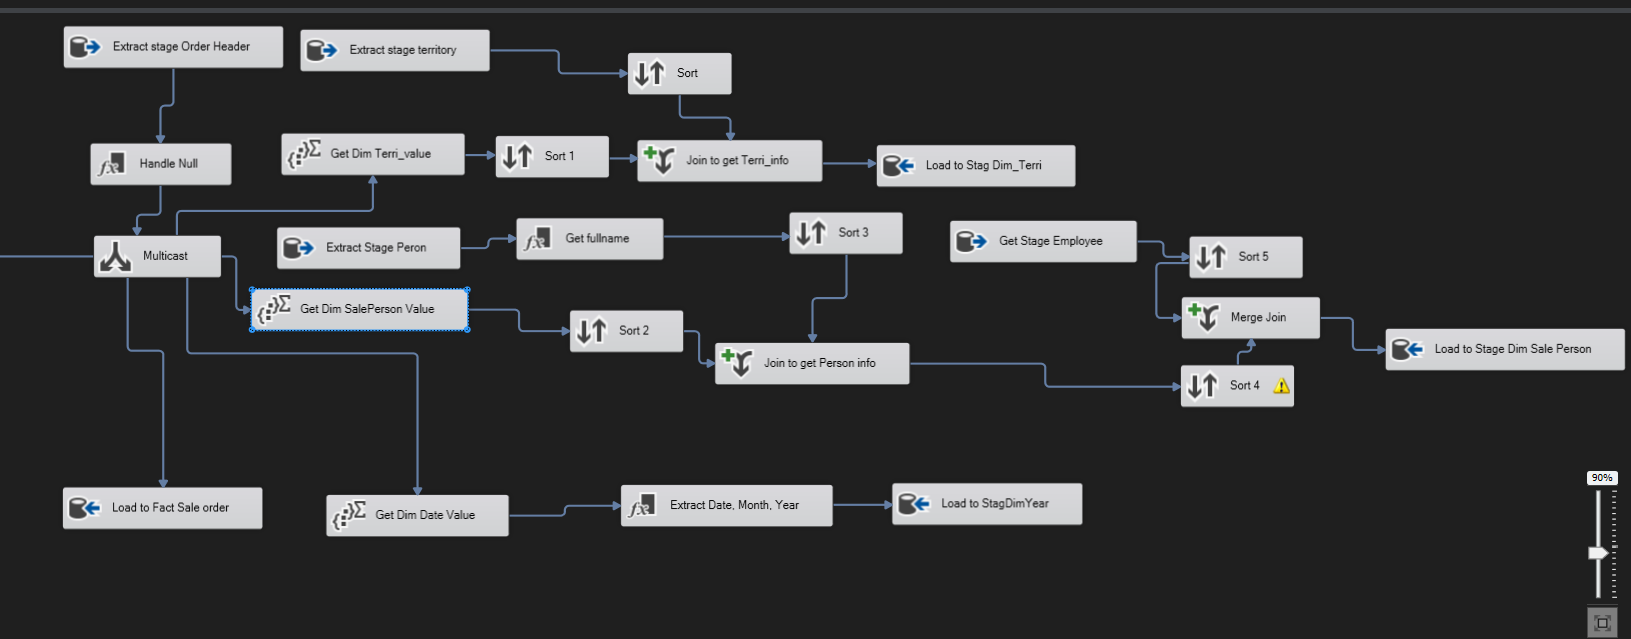 Extract stage Order Header
Extract stage territory
Sort
Handle Null
Get Dim Terri_value
Sort 1
Join to get Terri_info
Load to Stag Dim_Terri
Multicast
Extract Stage Peron
Get fullname
Sort 3
Get Stage Employee
Sort 5
Get Dim SalePerson Value
Sort 2
Join to get Person info
Merge Join
Sort 4
Load to Stage Dim Sale Person
Load to Fact Sale order
Get Dim Date Value
Extract Date, Month, Year
Load to StagDimYear
90%